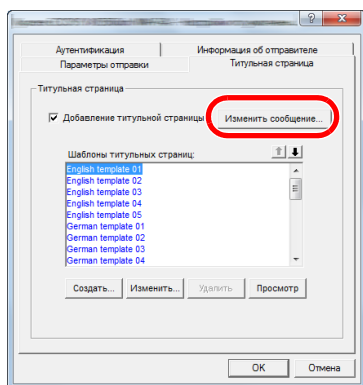 Аутентификация
Информация об отправителе
Параметры отправки
Титульная страница
Титульная страница
Добавление титульной страницы
Изменить сообщение...
Шаблоны титульных страниц:
English template 01
English template 02
English template 03
English template 04
English template 05
German template 01
German template 02
German template 03
German template 04
Создать...
Изменить...
Удалить
Просмотр
OK
Отмена